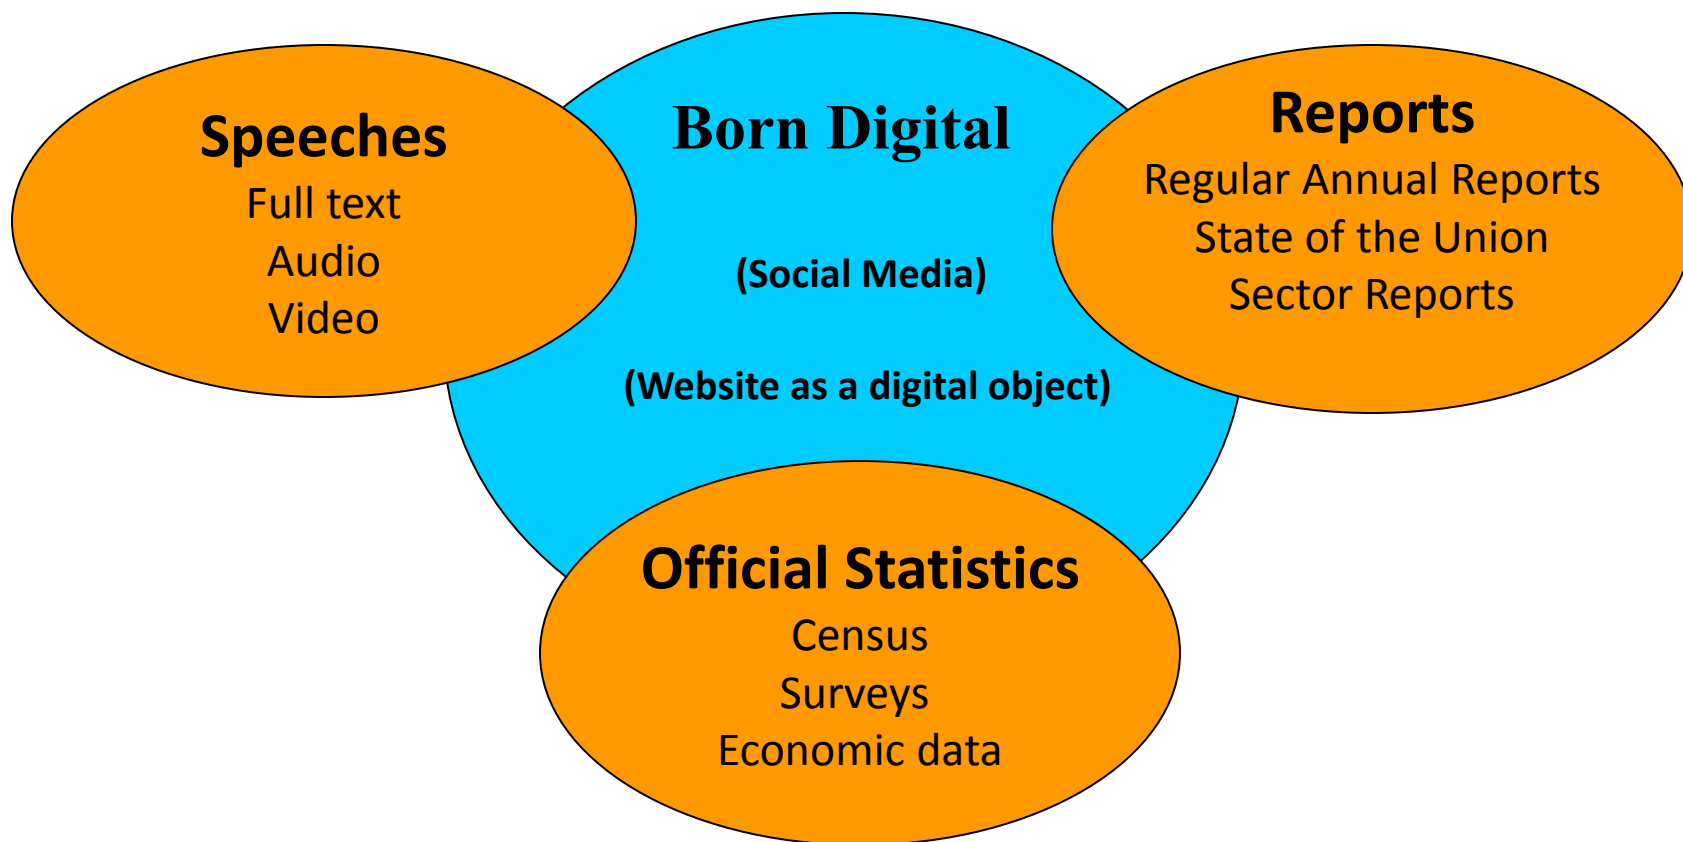 Speeches
Full text
Audio
Video
Born Digital
(Social Media)
(Website as a digital object)
Reports
Regular Annual Reports
State of the Union
Sector Reports
Official Statistics
Census
Surveys
Economic data